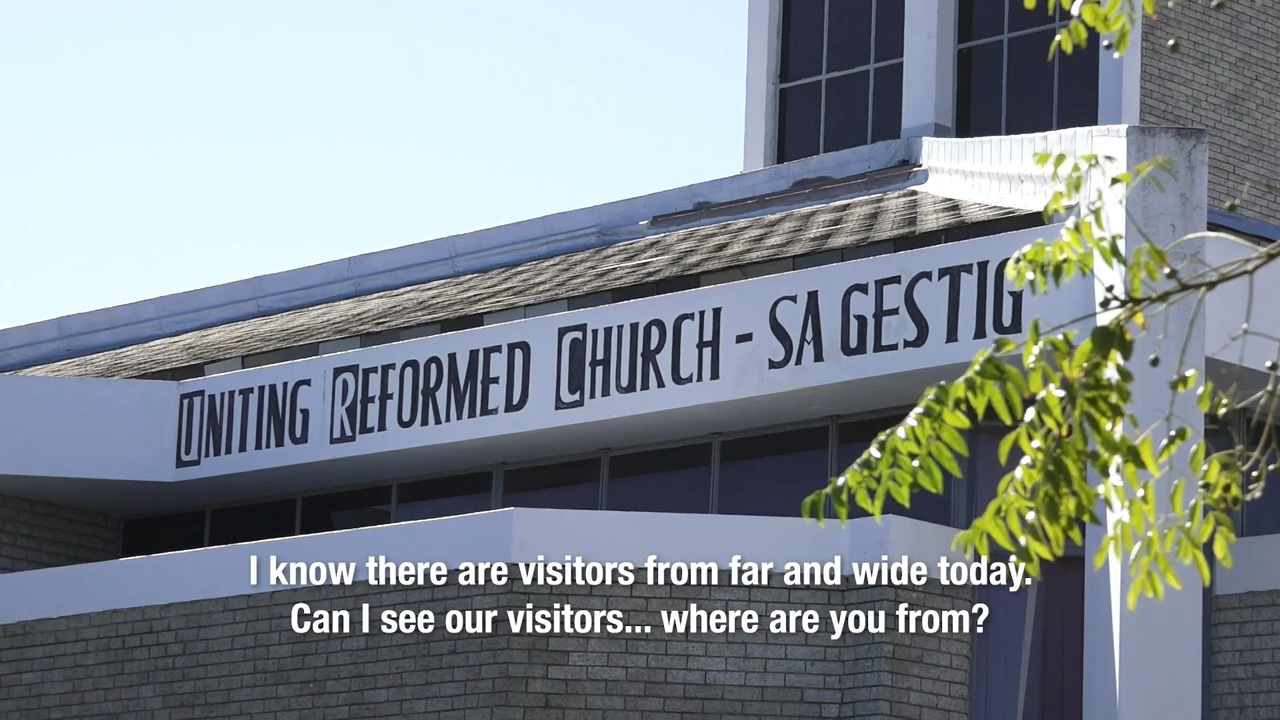 UNITING REFORMED CHURCH - SA GESTIG
I know there are visitors from far and wide today.
Can I see our visitors... where are you from?